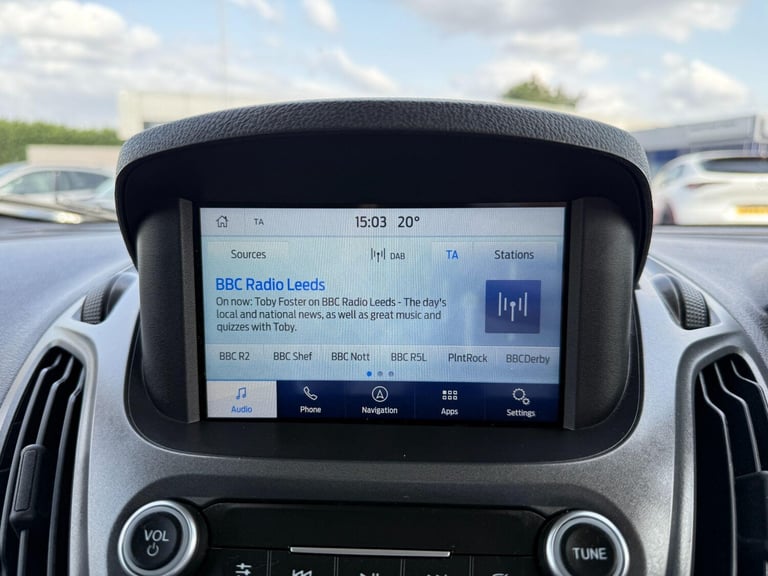 TA 15:03 20°
Sources DAB TA Stations
BBC Radio Leeds
On now: Toby Foster on BBC Radio Leeds - The day's
local and national news, as well as great music and
quizzes with Toby.
BBC R2 BBC Shef BBC Nott BBC R5L PlntRock BBCDerby
Audio Phone Navigation Apps Settings
VOL TUNE